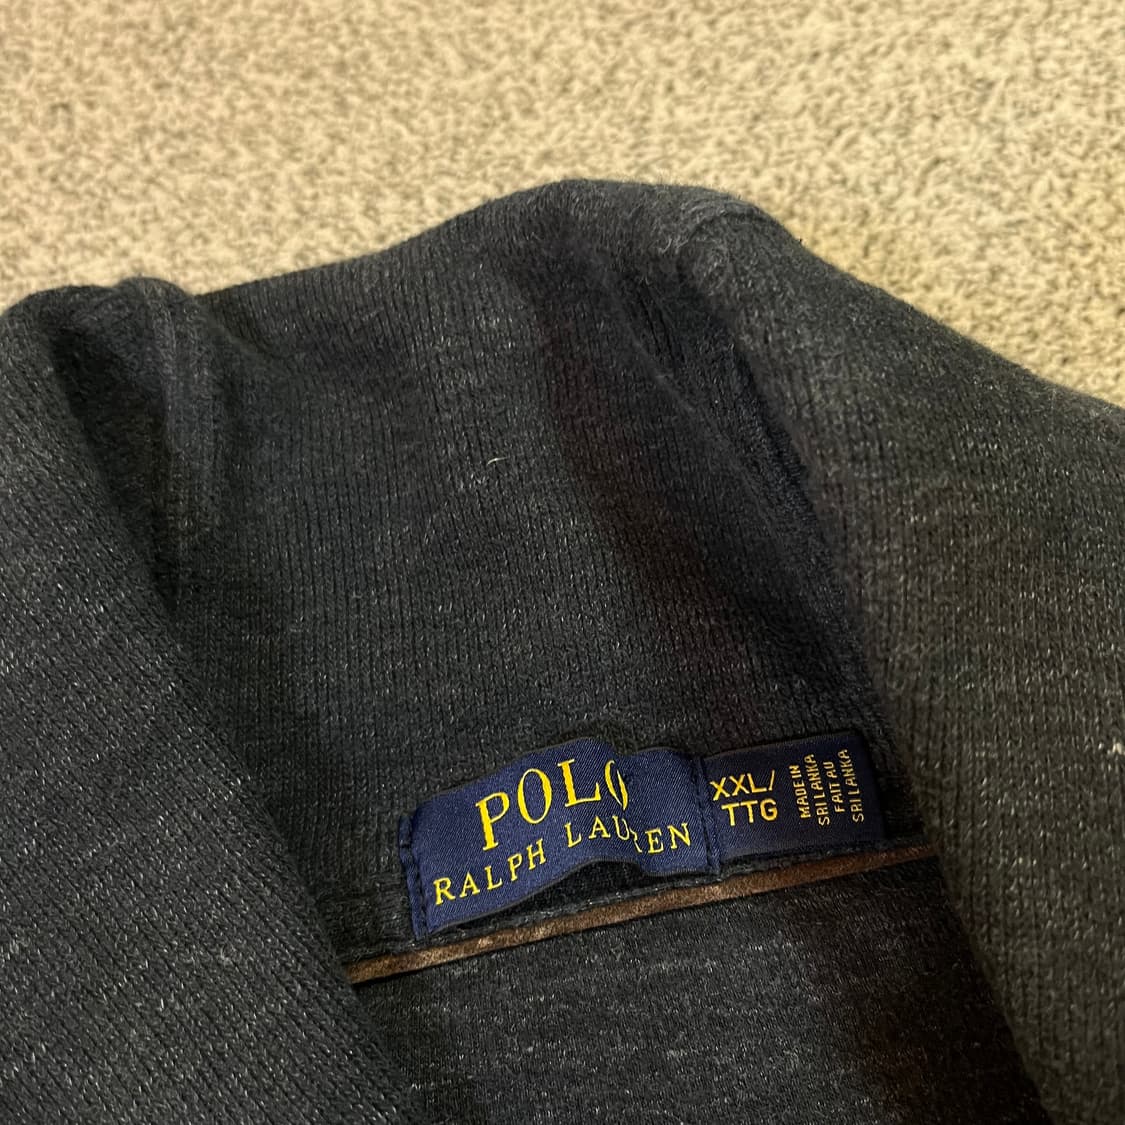 POLO
RALPH LAUREN
XXL/
TTG
MADE IN
SRI LANKA
FAIT AU
SRI LANKA